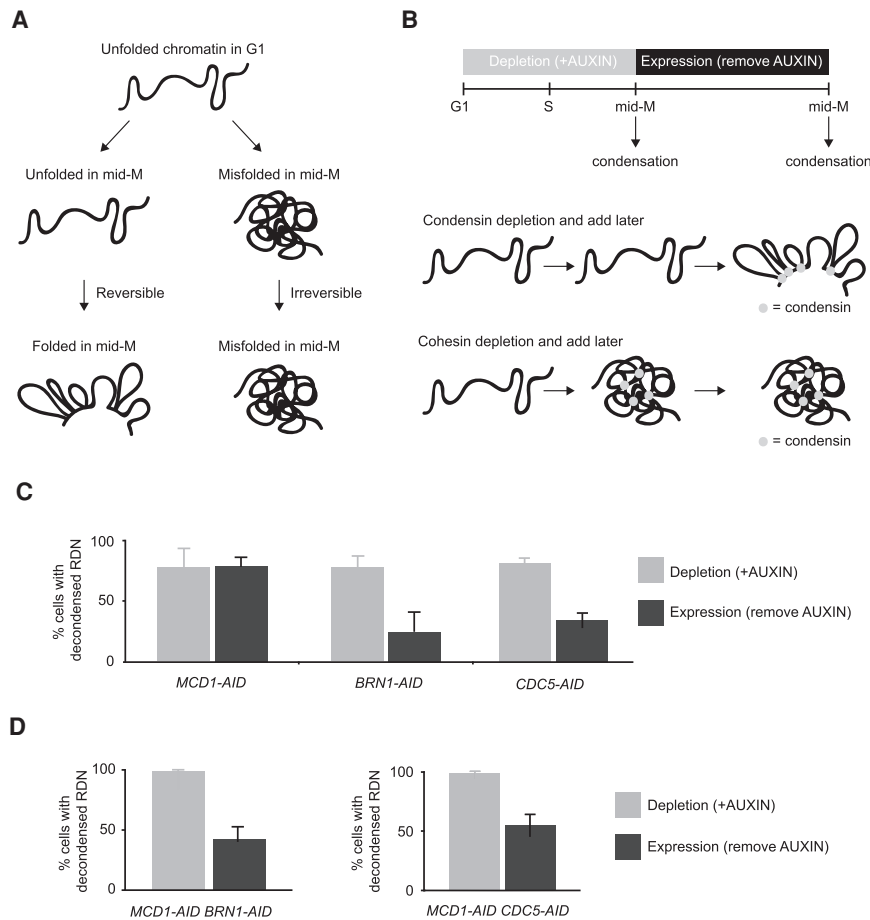 A
Unfolded chromatin in G1
Unfolded in mid-M
Misfolded in mid-M
Reversible
Irreversible
Folded in mid-M
Misfolded in mid-M
B
Depletion (+AUXIN)
Expression (remove AUXIN)
G1
S
mid-M
mid-M
condensation
condensation
Condensin depletion and add later
= condensin
Cohesin depletion and add later
= condensin
C
% cells with
decondensed RDN
100
50
0
MCD1-AID
BRN1-AID
CDC5-AID
Depletion (+AUXIN)
Expression (remove AUXIN)
D
% cells with
decondensed RDN
100
50
0
MCD1-AID BRN1-AID
% cells with
decondensed RDN
100
50
0
MCD1-AID CDC5-AID
Depletion (+AUXIN)
Expression (remove AUXIN)